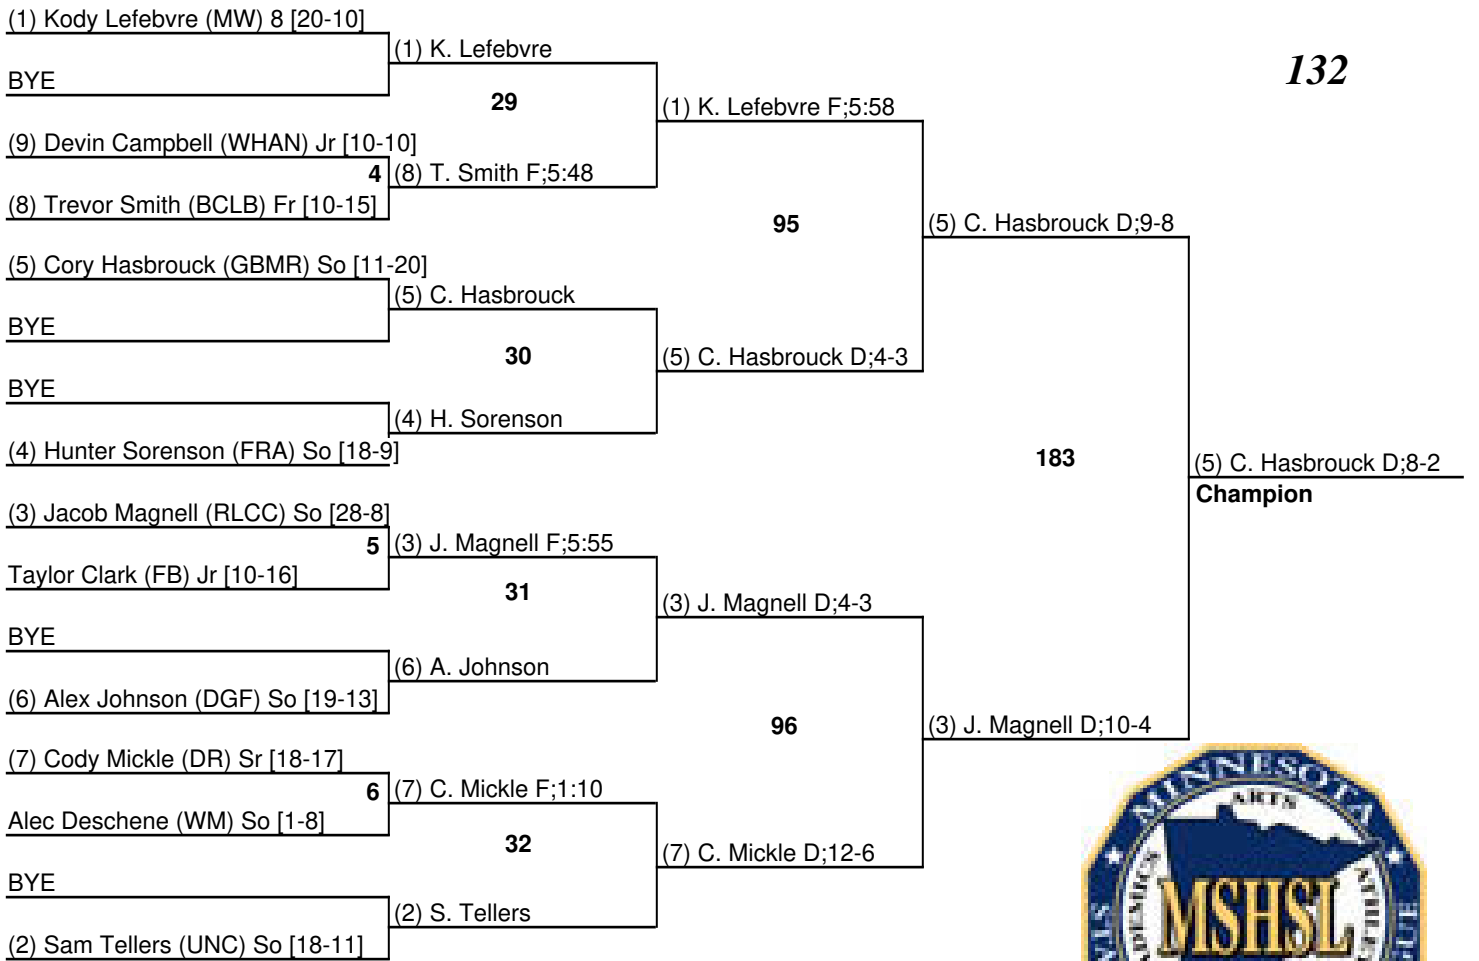 (1) Kody Lefebvre (MW) 8 [20-10]
(1) K. Lefebvre
132
BYE
29
(1) K. Lefebvre F;5:58
(9) Devin Campbell (WHAN) Jr [10-10]
4
(8) T. Smith F;5:48
(8) Trevor Smith (BCLB) Fr [10-15]
95
(5) C. Hasbrouck D;9-8
(5) Cory Hasbrouck (GBMR) So [11-20]
(5) C. Hasbrouck
BYE
30
(5) C. Hasbrouck D;4-3
BYE
(4) H. Sorenson
(4) Hunter Sorenson (FRA) So [18-9]
183
(5) C. Hasbrouck D;8-2
Champion
(3) Jacob Magnell (RLCC) So [28-8]
5
(3) J. Magnell F;5:55
Taylor Clark (FB) Jr [10-16]
31
(3) J. Magnell D;4-3
BYE
(6) A. Johnson
(6) Alex Johnson (DGF) So [19-13]
96
(3) J. Magnell D;10-4
(7) Cody Mickle (DR) Sr [18-17]
6
(7) C. Mickle F;1:10
Alec Deschene (WM) So [1-8]
32
(7) C. Mickle D;12-6
BYE
(2) S. Tellers
(2) Sam Tellers (UNC) So [18-11]
MINNESOTA
ARTS
MSHSL